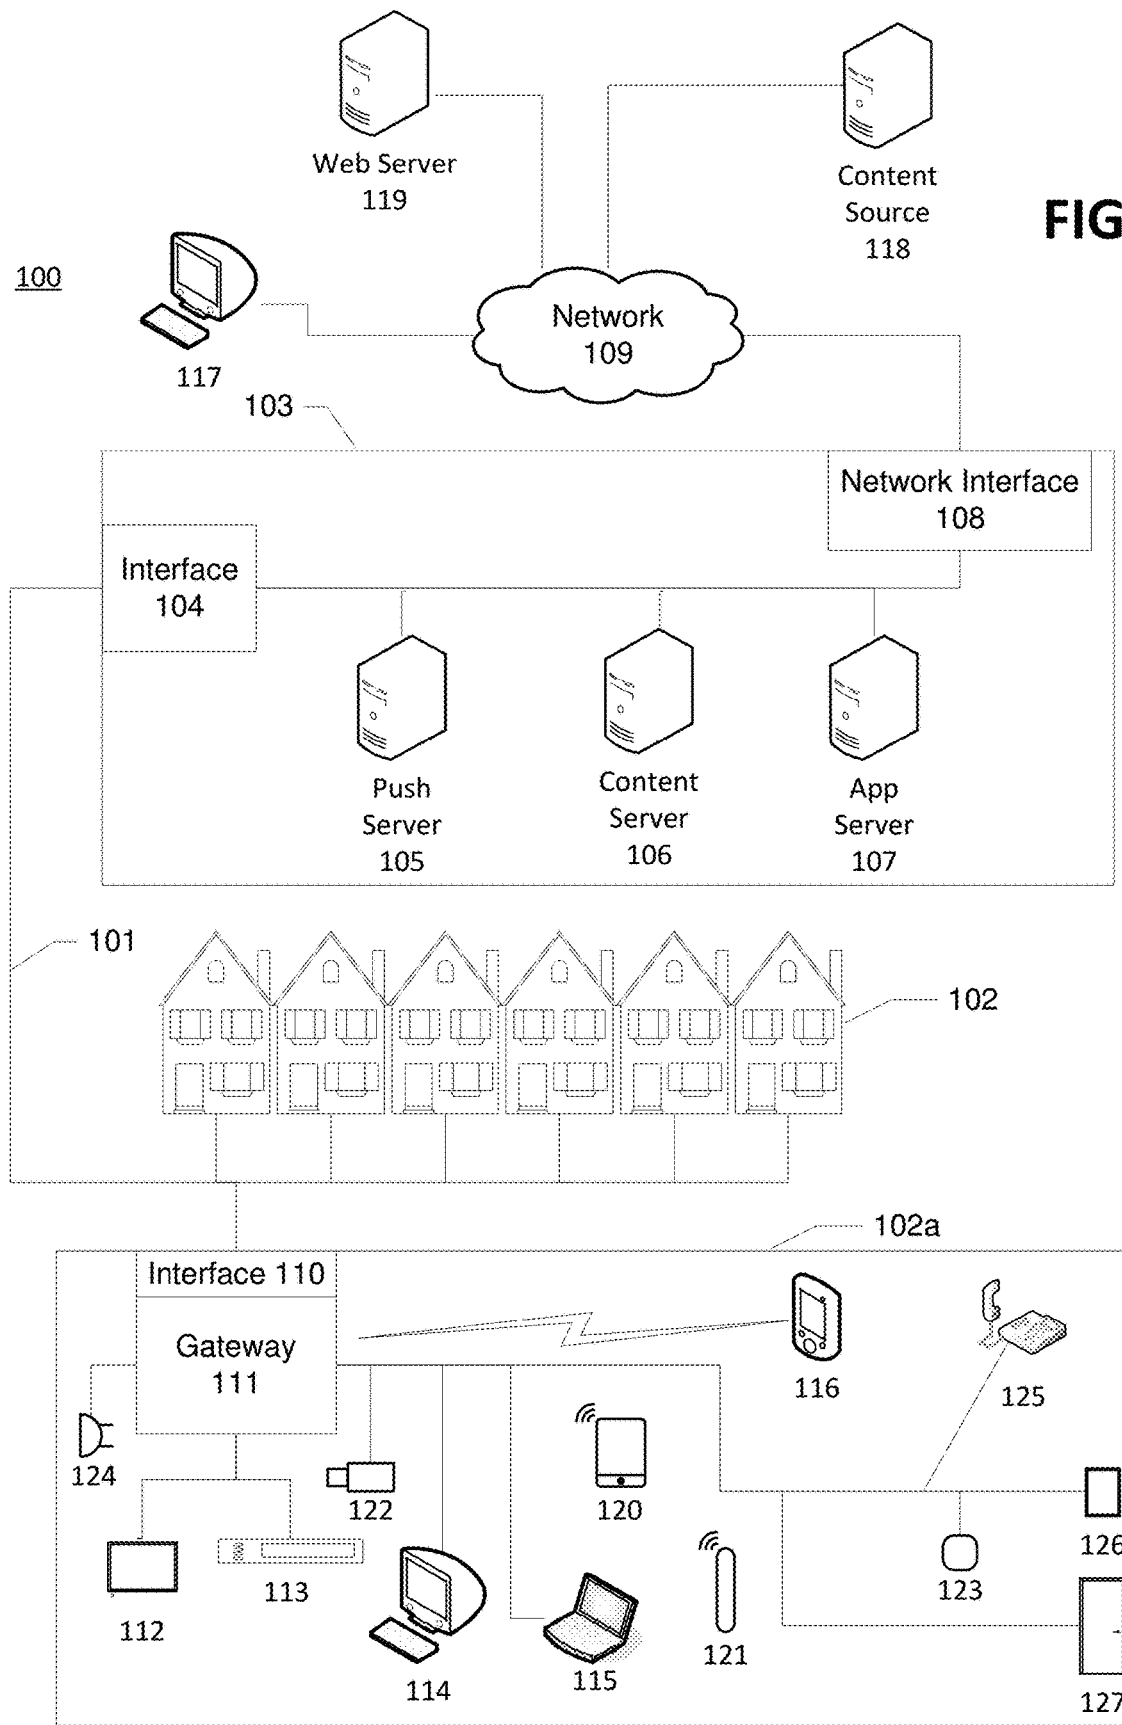 Web Server
119
Content
Source
118
FIG
100
117
Network
109
103
Network Interface
108
Interface
104
Push
Server
105
Content
Server
106
App
Server
107
101
102
102a
Interface 110
Gateway
111
116
125
124
122
120
126
112
113
123
114
115
121
127